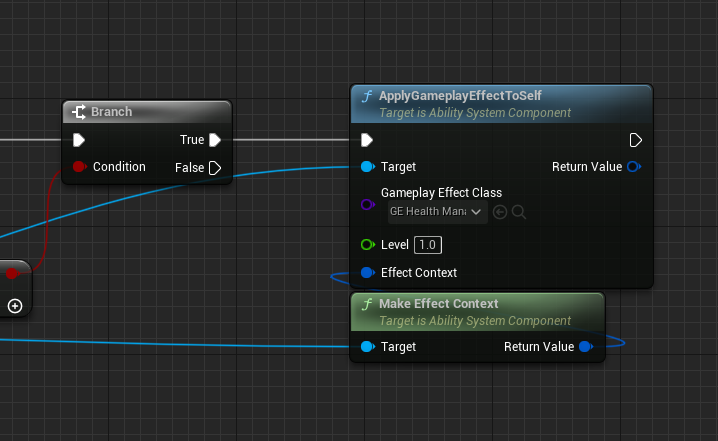 Branch
True
Condition
False
ApplyGameplayEffectToSelf
Target is Ability System Component
Target
Return Value
Gameplay Effect Class
GE Health Man
Level 1.0
Effect Context
Make Effect Context
Target is Ability System Component
Target
Return Value